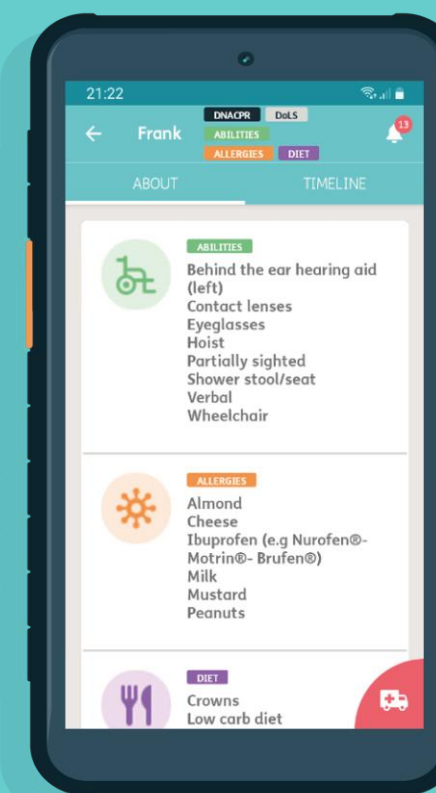 21:22
DNACPR DoLS
Frank ABILITIES 13
ALLERGIES DIET
ABOUT TIMELINE
ABILITIES
Behind the ear hearing aid
(left)
Contact lenses
Eyeglasses
Hoist
Partially sighted
Shower stool/seat
Verbal
Wheelchair
ALLERGIES
Almond
Cheese
Ibuprofen (e.g Nurofen®-
Motrin®- Brufen®)
Milk
Mustard
Peanuts
DIET
Crowns
Low carb diet